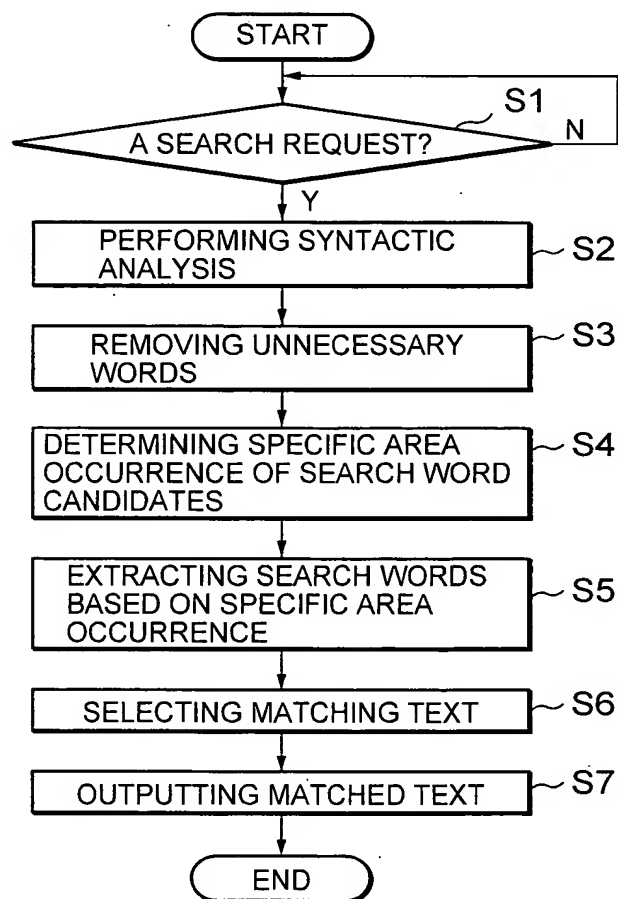 START
S1
A SEARCH REQUEST?
N
Y
PERFORMING SYNTACTIC
ANALYSIS
S2
REMOVING UNNECESSARY
WORDS
S3
DETERMINING SPECIFIC AREA
OCCURRENCE OF SEARCH WORD
CANDIDATES
S4
EXTRACTING SEARCH WORDS
BASED ON SPECIFIC AREA
OCCURRENCE
S5
SELECTING MATCHING TEXT
S6
OUTPUTTING MATCHED TEXT
S7
END